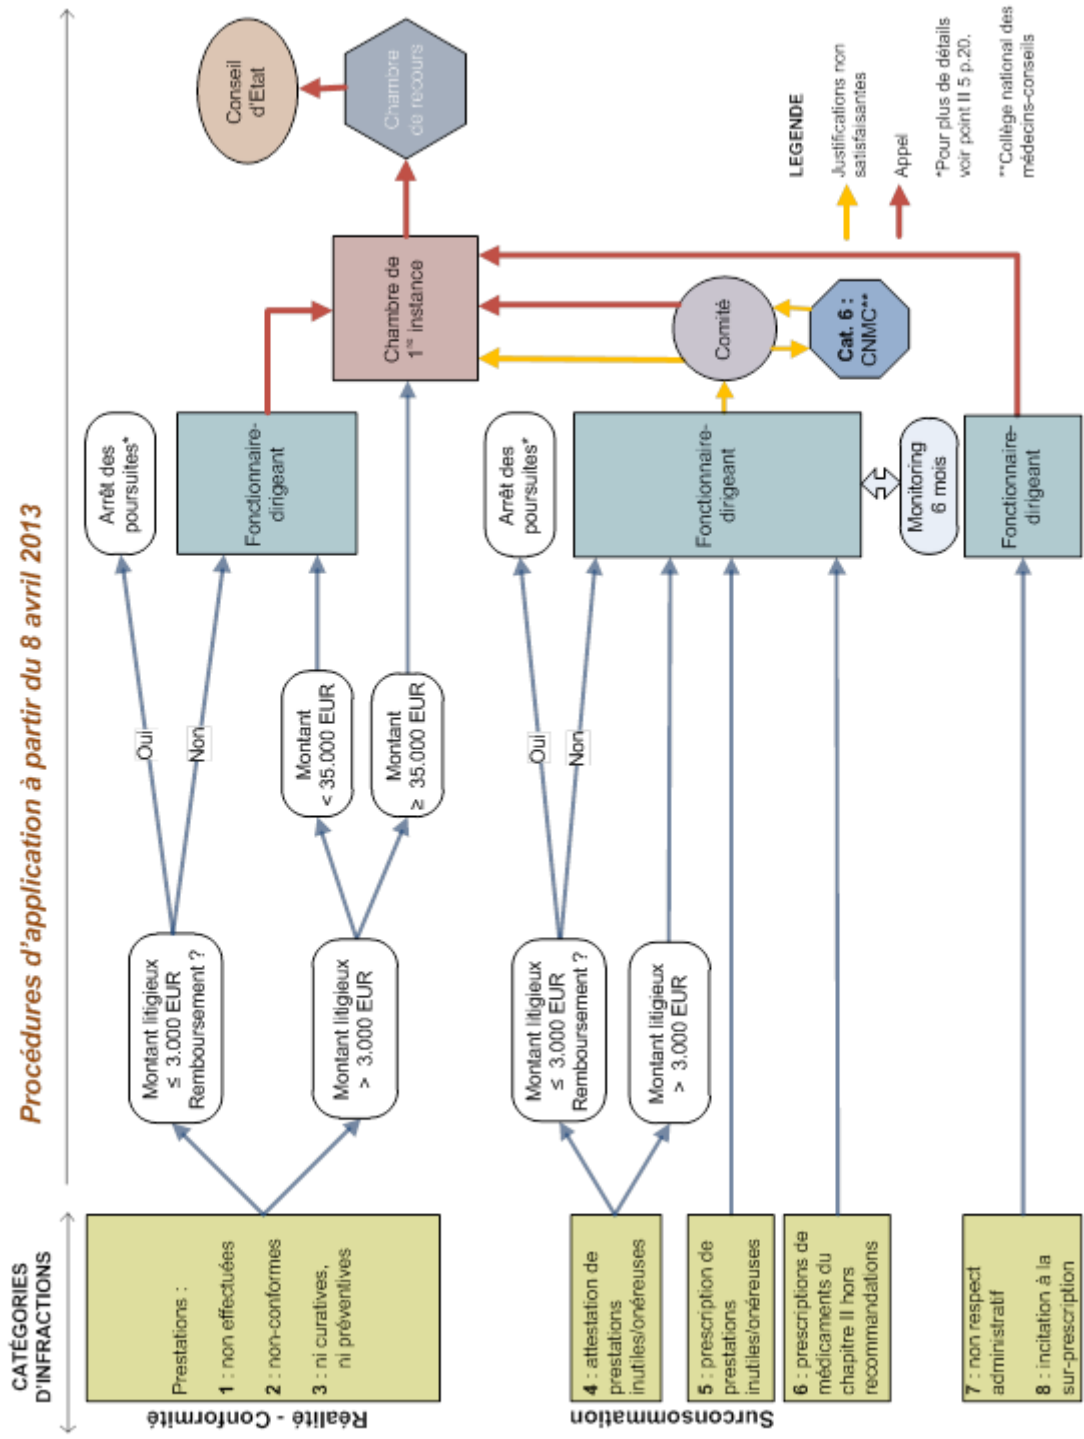 Procédures d'application à partir du 8 avril 2013
CATÉGORIES
D'INFRACTIONS
Réalité - Conformité
Prestations :
1 : non effectuées
2 : non-conformes
3 : ni curatives,
ni préventives
Montant litigieux
≤ 3.000 EUR
Remboursement ?
Montant litigieux
> 3.000 EUR
Oui
Non
Montant
< 35.000 EUR
Montant
≥ 35.000 EUR
Arrêt des
poursuites*
Fonctionnaire-
dirigeant
Chambre de
1re instance
Chambre
de recours
Conseil
d'Etat
Surconsommation
4 : attestation de
prestations
inutiles/onéreuses
5 : prescription de
prestations
inutiles/onéreuses
6 : prescriptions de
médicaments du
chapitre II hors
recommandations
Montant litigieux
≤ 3.000 EUR
Remboursement ?
Montant litigieux
> 3.000 EUR
Oui
Non
Arrêt des
poursuites*
Fonctionnaire-
dirigeant
Comité
Cat. 6 :
CNMC**
Monitoring
6 mois
7 : non respect
administratif
8 : incitation à la
sur-prescription
Fonctionnaire-
dirigeant
LEGENDE
Justifications non
satisfaisantes
Appel
*Pour plus de détails
voir point II 5 p.20.
**Collège national des
médecins-conseils